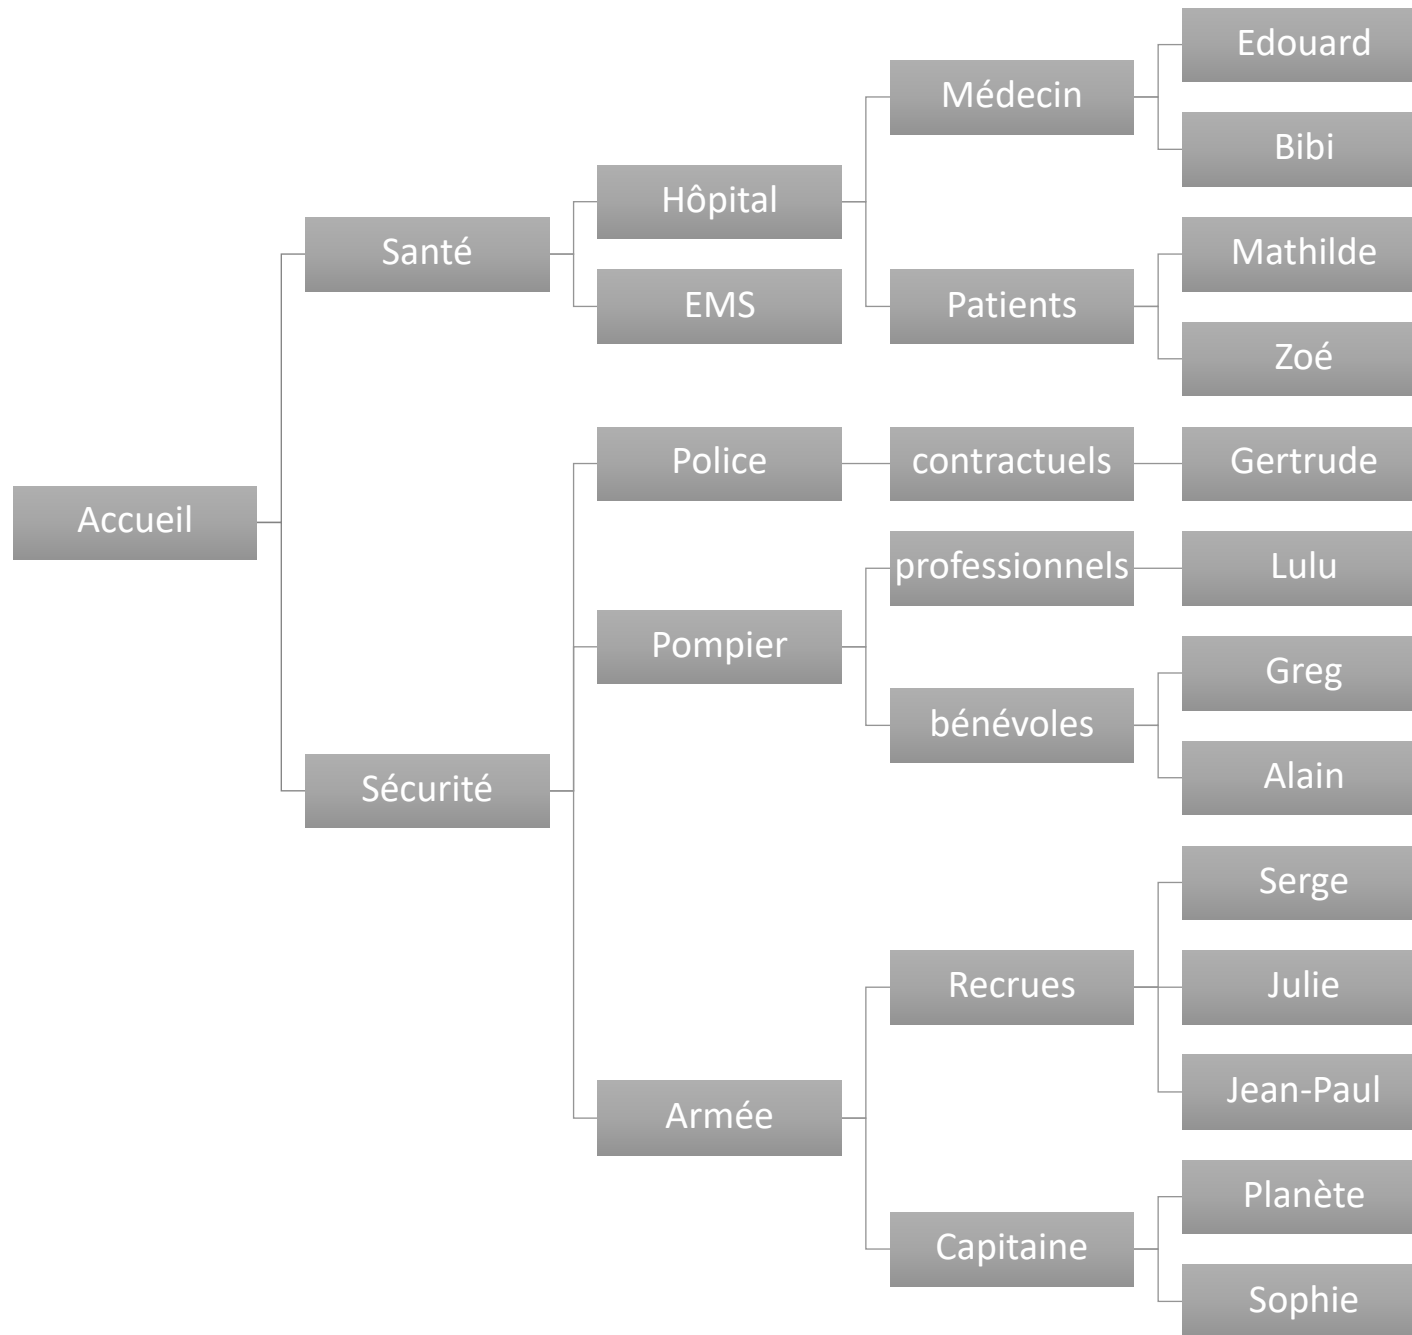 Accueil
Santé
Hôpital
Médecin
Edouard
Bibi
Patients
Mathilde
Zoé
EMS
Sécurité
Police
contractuels
Gertrude
Pompier
professionnels
Lulu
bénévoles
Greg
Alain
Armée
Recrues
Serge
Julie
Jean-Paul
Capitaine
Planète
Sophie